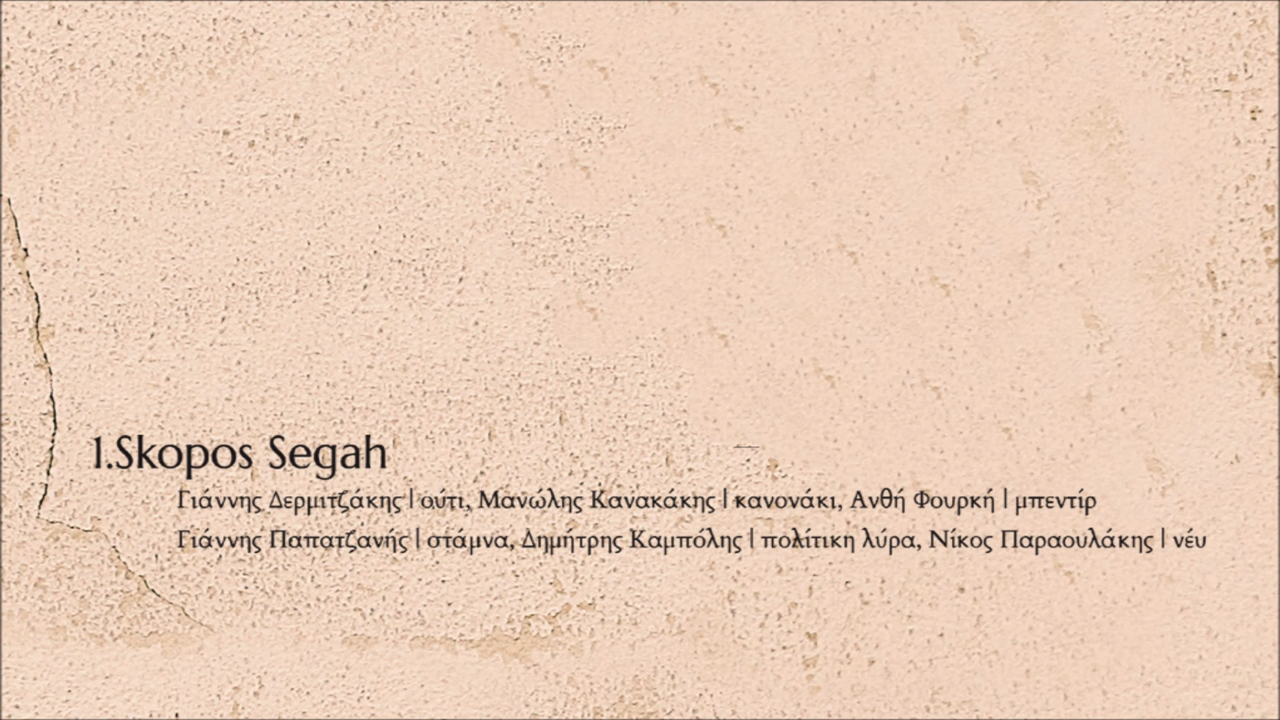 1.Skopos Segah
Γιάννης Δερμιτζάκης | ούτι, Μανώλης Κανακάκης | κανονάκι, Ανθή Φουρκή | μπεντίρ
Γιάννης Παπατζανής | στάμνα, Δημήτρης Καμπόλης | πολίτικη λύρα, Νίκος Παραουλάκης | νέυ